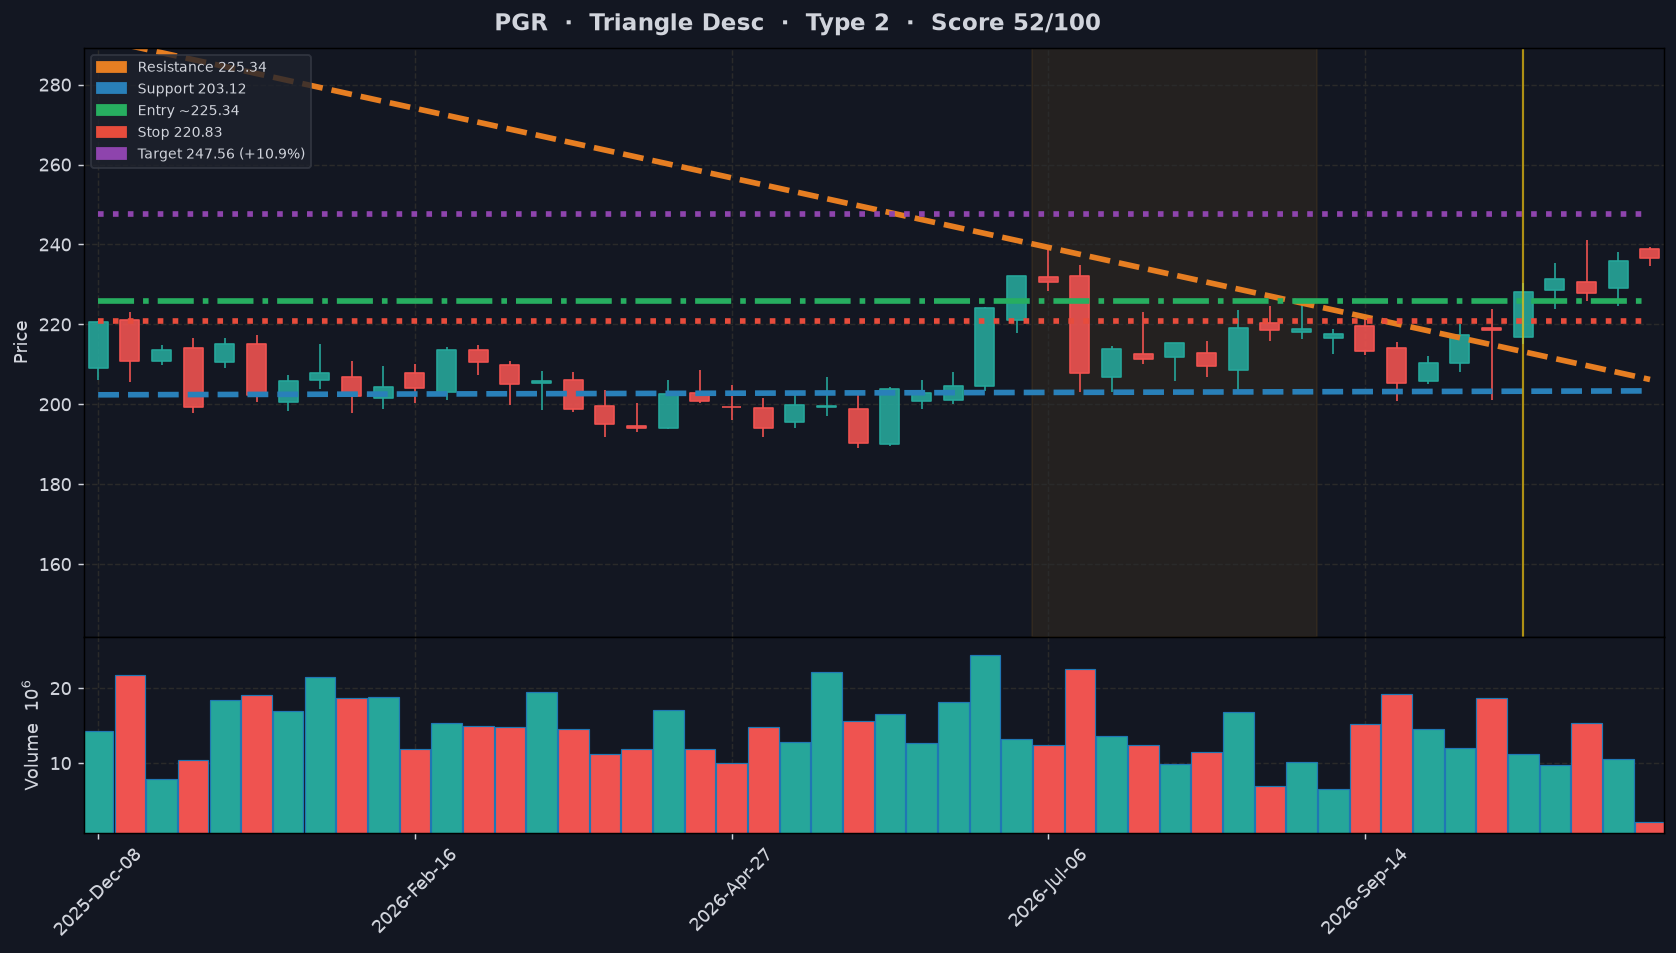 PGR · Triangle Desc · Type 2 · Score 52/100
Resistance 225.34
Support 203.12
Entry ~225.34
Stop 220.83
Target 247.56 (+10.9%)
Price
280
260
240
220
200
180
160
Volume 10⁶
20
10
2025-Dec-08
2026-Feb-16
2026-Apr-27
2026-Jul-06
2026-Sep-14